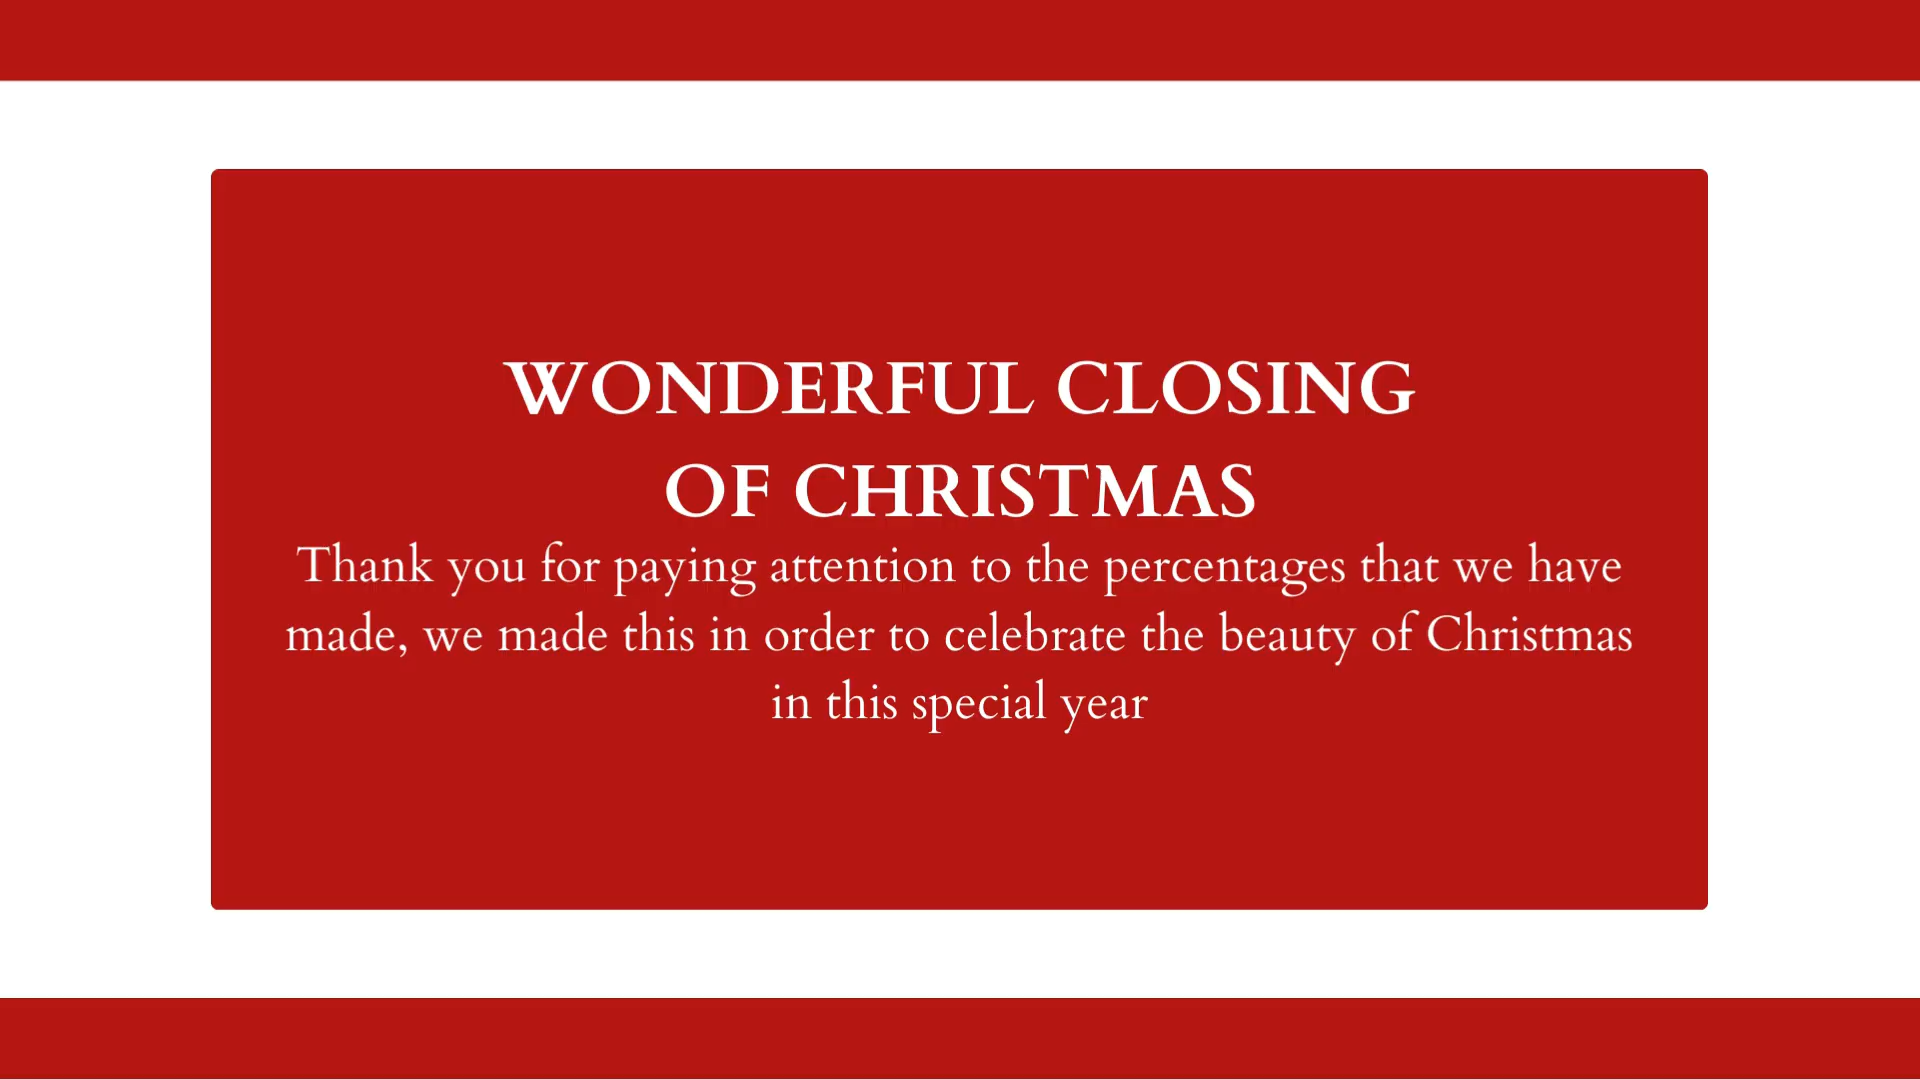 WONDERFUL CLOSING
OF CHRISTMAS
Thank you for paying attention to the percentages that we have
made, we made this in order to celebrate the beauty of Christmas
in this special year